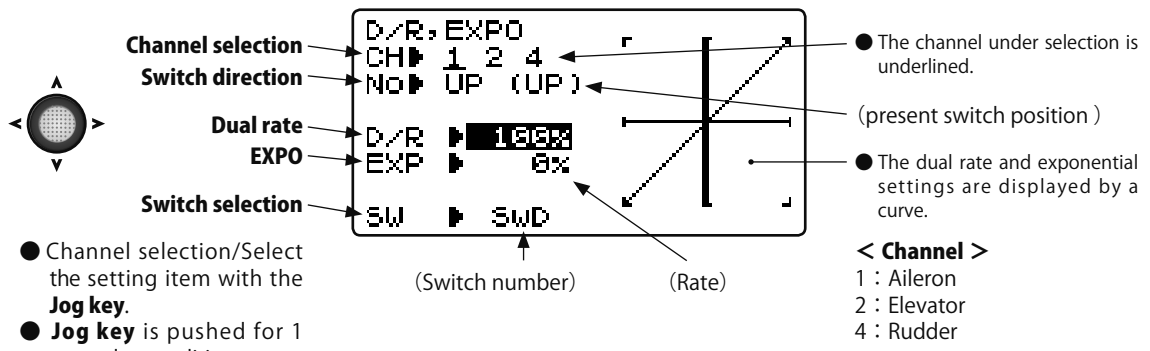 Channel selection
Switch direction
Dual rate
EXPO
Switch selection
D/R,EXPO
CH▶ 1 2 4
No▶ UP (UP)
D/R ▶ 100%
EXP ▶ 0%
SW ▶ SwD
● The channel under selection is
underlined.
(present switch position )
● The dual rate and exponential
settings are displayed by a
curve.
(Switch number)
(Rate)
● Channel selection/Select
the setting item with the
Jog key.
● Jog key is pushed for 1
< Channel >
1：Aileron
2：Elevator
4：Rudder